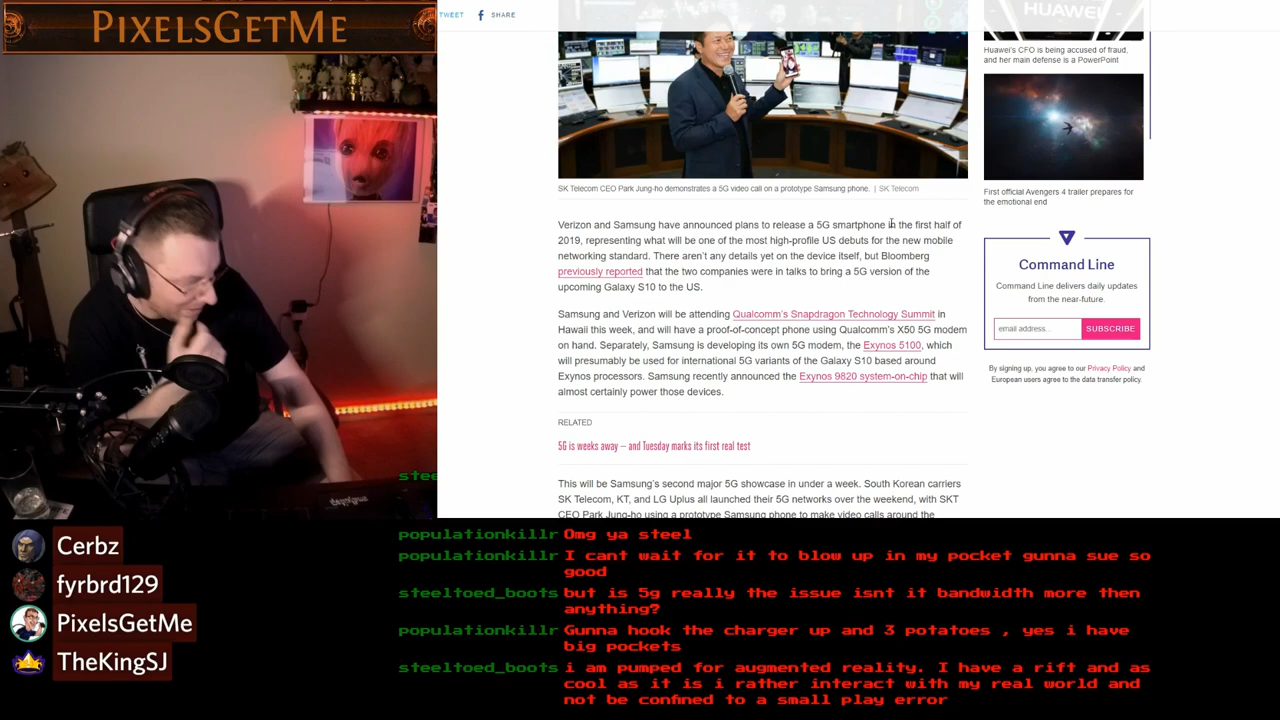 PIXELSGETME
TWEET
SHARE
HUAWEI
Huawei's CFO is being accused of fraud,
and her main defense is a PowerPoint
First official Avengers 4 trailer prepares for
the emotional end
SK Telecom CEO Park Jung-ho demonstrates a 5G video call on a prototype Samsung phone. | SK Telecom
Verizon and Samsung have announced plans to release a 5G smartphone in the first half of
2019, representing what will be one of the most high-profile US debuts for the new mobile
networking standard. There aren't any details yet on the device itself, but Bloomberg
previously reported that the two companies were in talks to bring a 5G version of the
upcoming Galaxy S10 to the US.
Samsung and Verizon will be attending Qualcomm's Snapdragon Technology Summit in
Hawaii this week, and will have a proof-of-concept phone using Qualcomm's X50 5G modem
on hand. Separately, Samsung is developing its own 5G modem, the Exynos 5100, which
will presumably be used for international 5G variants of the Galaxy S10 based around
Exynos processors. Samsung recently announced the Exynos 9820 system-on-chip that will
almost certainly power those devices.
RELATED
5G is weeks away — and Tuesday marks its first real test
This will be Samsung's second major 5G showcase in under a week. South Korean carriers
SK Telecom, KT, and LG Uplus all launched their 5G networks over the weekend, with SKT
CEO Park Jung-ho using a prototype Samsung phone to make video calls around the
Command Line
Command Line delivers daily updates
from the near-future.
email address...
SUBSCRIBE
By signing up, you agree to our Privacy Policy and
European users agree to the data transfer policy.
stee
Cerbz
fyrbrd129
PixelsGetMe
TheKingSJ
populationkillr Omg ya steel
populationkillr I cant wait for it to blow up in my pocket gunna sue so
good
steeltoed_boots but is 5g really the issue isnt it bandwidth more then
anything?
populationkillr Gunna hook the charger up and 3 potatoes , yes i have
big pockets
steeltoed_boots i am pumped for augmented reality. I have a rift and as
cool as it is i rather interact with my real world and
not be confined to a small play error